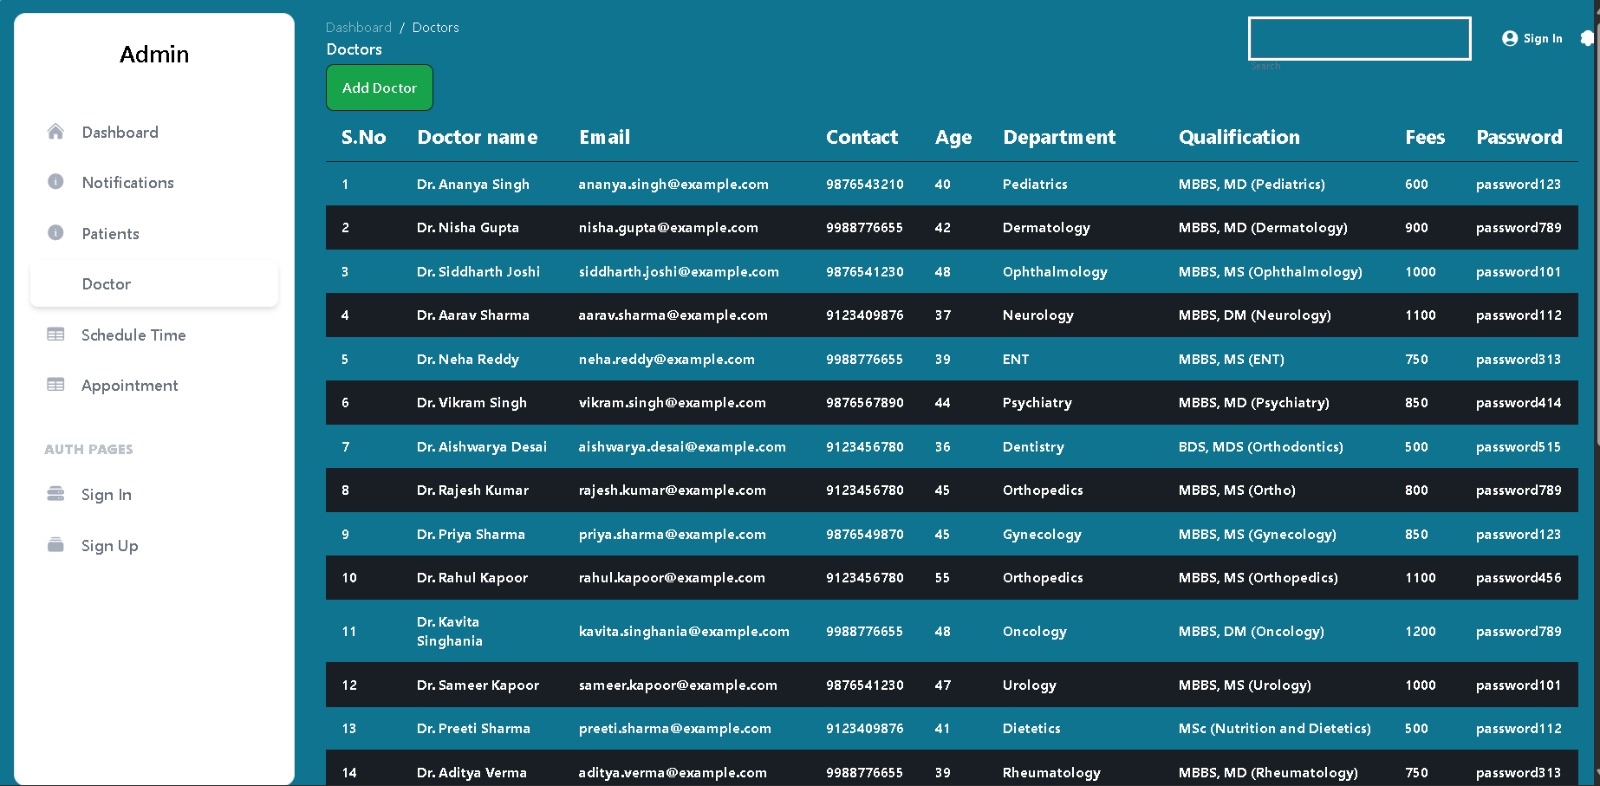 Admin
Dashboard
Notifications
Patients
Doctor
Schedule Time
Appointment
AUTH PAGES
Sign In
Sign Up
Dashboard / Doctors
Doctors
Search
Sign In
Add Doctor
S.No Doctor name Email Contact Age Department Qualification Fees Password
1 Dr. Ananya Singh ananya.singh@example.com 9876543210 40 Pediatrics MBBS, MD (Pediatrics) 600 password123
2 Dr. Nisha Gupta nisha.gupta@example.com 9988776655 42 Dermatology MBBS, MD (Dermatology) 900 password789
3 Dr. Siddharth Joshi siddharth.joshi@example.com 9876541230 48 Ophthalmology MBBS, MS (Ophthalmology) 1000 password101
4 Dr. Aarav Sharma aarav.sharma@example.com 9123409876 37 Neurology MBBS, DM (Neurology) 1100 password112
5 Dr. Neha Reddy neha.reddy@example.com 9988776655 39 ENT MBBS, MS (ENT) 750 password313
6 Dr. Vikram Singh vikram.singh@example.com 9876567890 44 Psychiatry MBBS, MD (Psychiatry) 850 password414
7 Dr. Aishwarya Desai aishwarya.desai@example.com 9123456780 36 Dentistry BDS, MDS (Orthodontics) 500 password515
8 Dr. Rajesh Kumar rajesh.kumar@example.com 9123456780 45 Orthopedics MBBS, MS (Ortho) 800 password789
9 Dr. Priya Sharma priya.sharma@example.com 9876549870 45 Gynecology MBBS, MS (Gynecology) 850 password123
10 Dr. Rahul Kapoor rahul.kapoor@example.com 9123456780 55 Orthopedics MBBS, MS (Orthopedics) 1100 password456
11 Dr. Kavita Singhania kavita.singhania@example.com 9988776655 48 Oncology MBBS, DM (Oncology) 1200 password789
12 Dr. Sameer Kapoor sameer.kapoor@example.com 9876541230 47 Urology MBBS, MS (Urology) 1000 password101
13 Dr. Preeti Sharma preeti.sharma@example.com 9123409876 41 Dietetics MSc (Nutrition and Dietetics) 500 password112
14 Dr. Aditya Verma aditya.verma@example.com 9988776655 39 Rheumatology MBBS, MD (Rheumatology) 750 password313